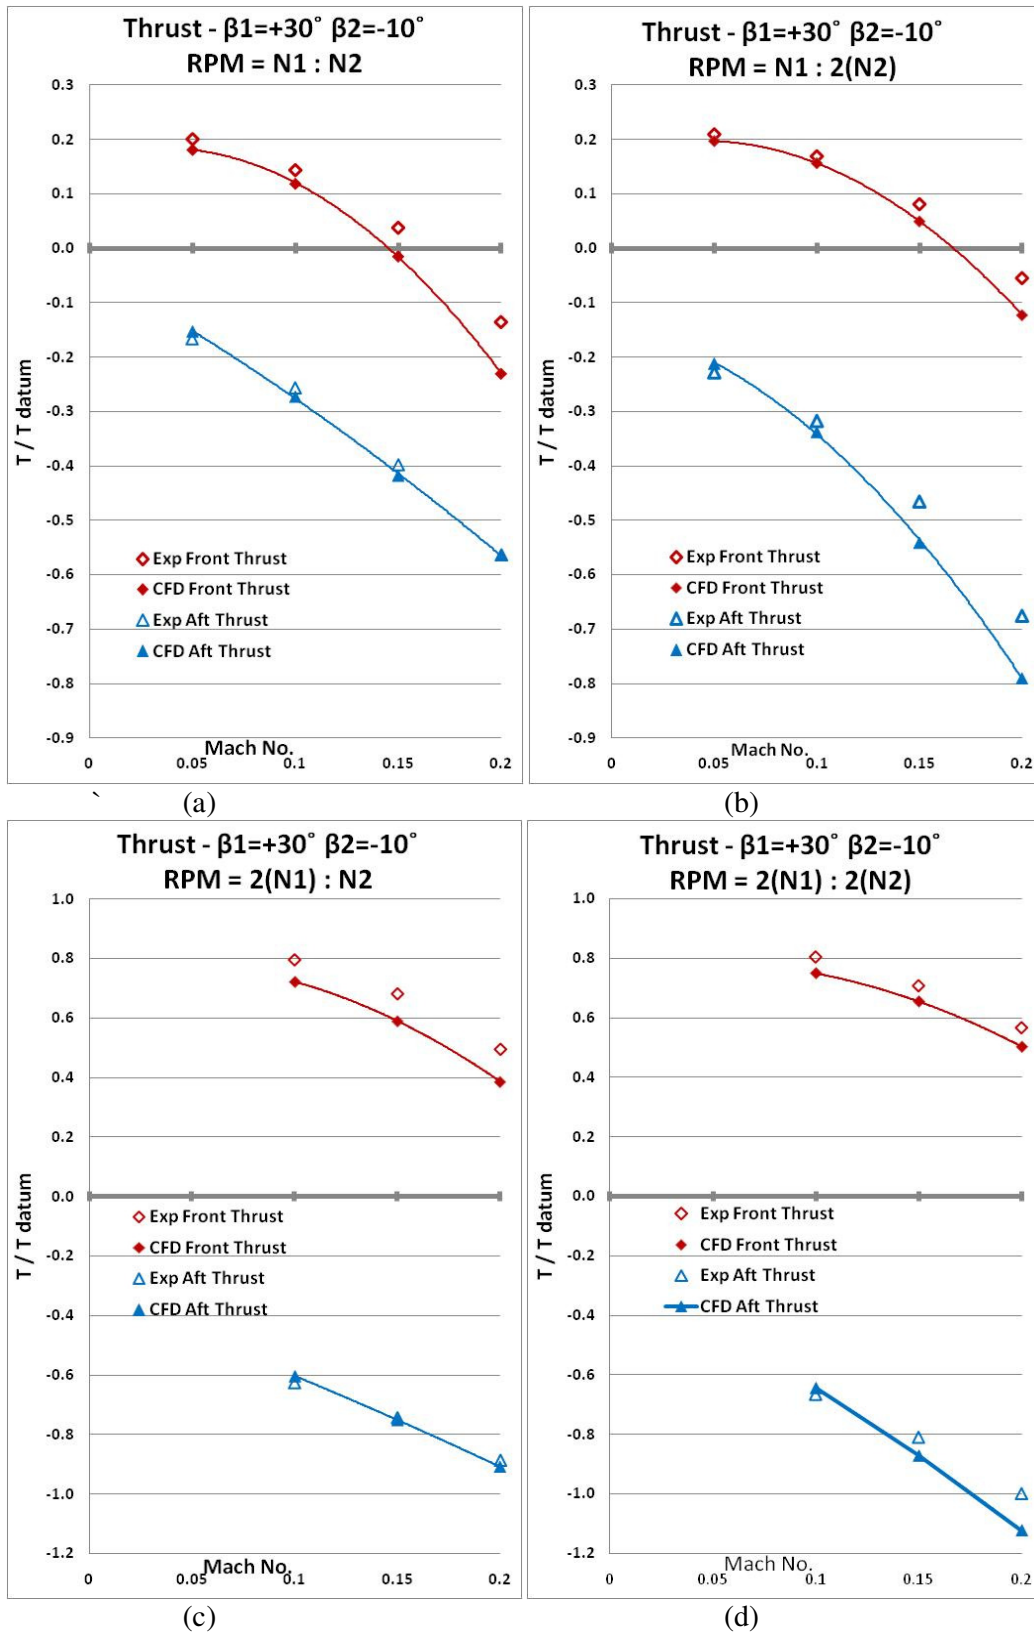 Thrust - β1=+30˚ β2=-10˚
RPM = N1 : N2
0.3
0.2
0.1
0.0
-0.1
-0.2
-0.3
-0.4
-0.5
-0.6
-0.7
-0.8
-0.9
T / T datum
Exp Front Thrust
CFD Front Thrust
Exp Aft Thrust
CFD Aft Thrust
Mach No.
0 0.05 0.1 0.15 0.2
` (a)
Thrust - β1=+30˚ β2=-10˚
RPM = N1 : 2(N2)
0.3
0.2
0.1
0.0
-0.1
-0.2
-0.3
-0.4
-0.5
-0.6
-0.7
-0.8
-0.9
T / T datum
Exp Front Thrust
CFD Front Thrust
Exp Aft Thrust
CFD Aft Thrust
Mach No.
0 0.05 0.1 0.15 0.2
(b)
Thrust - β1=+30˚ β2=-10˚
RPM = 2(N1) : N2
1.0
0.8
0.6
0.4
0.2
0.0
-0.2
-0.4
-0.6
-0.8
-1.0
-1.2
T / T datum
Exp Front Thrust
CFD Front Thrust
Exp Aft Thrust
CFD Aft Thrust
Mach No.
0 0.05 0.1 0.15 0.2
(c)
Thrust - β1=+30˚ β2=-10˚
RPM = 2(N1) : 2(N2)
1.0
0.8
0.6
0.4
0.2
0.0
-0.2
-0.4
-0.6
-0.8
-1.0
-1.2
T / T datum
Exp Front Thrust
CFD Front Thrust
Exp Aft Thrust
CFD Aft Thrust
Mach No.
0 0.05 0.1 0.15 0.2
(d)